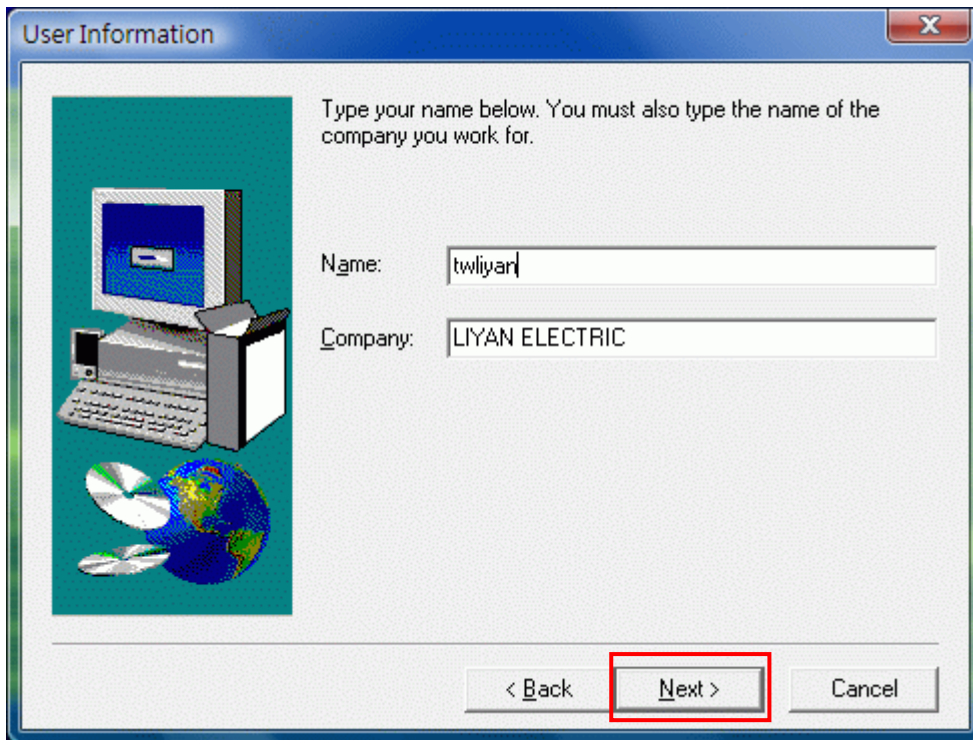 User Information
Type your name below. You must also type the name of the
company you work for.
Name: twliyan
Company: LIYAN ELECTRIC
< Back Next > Cancel